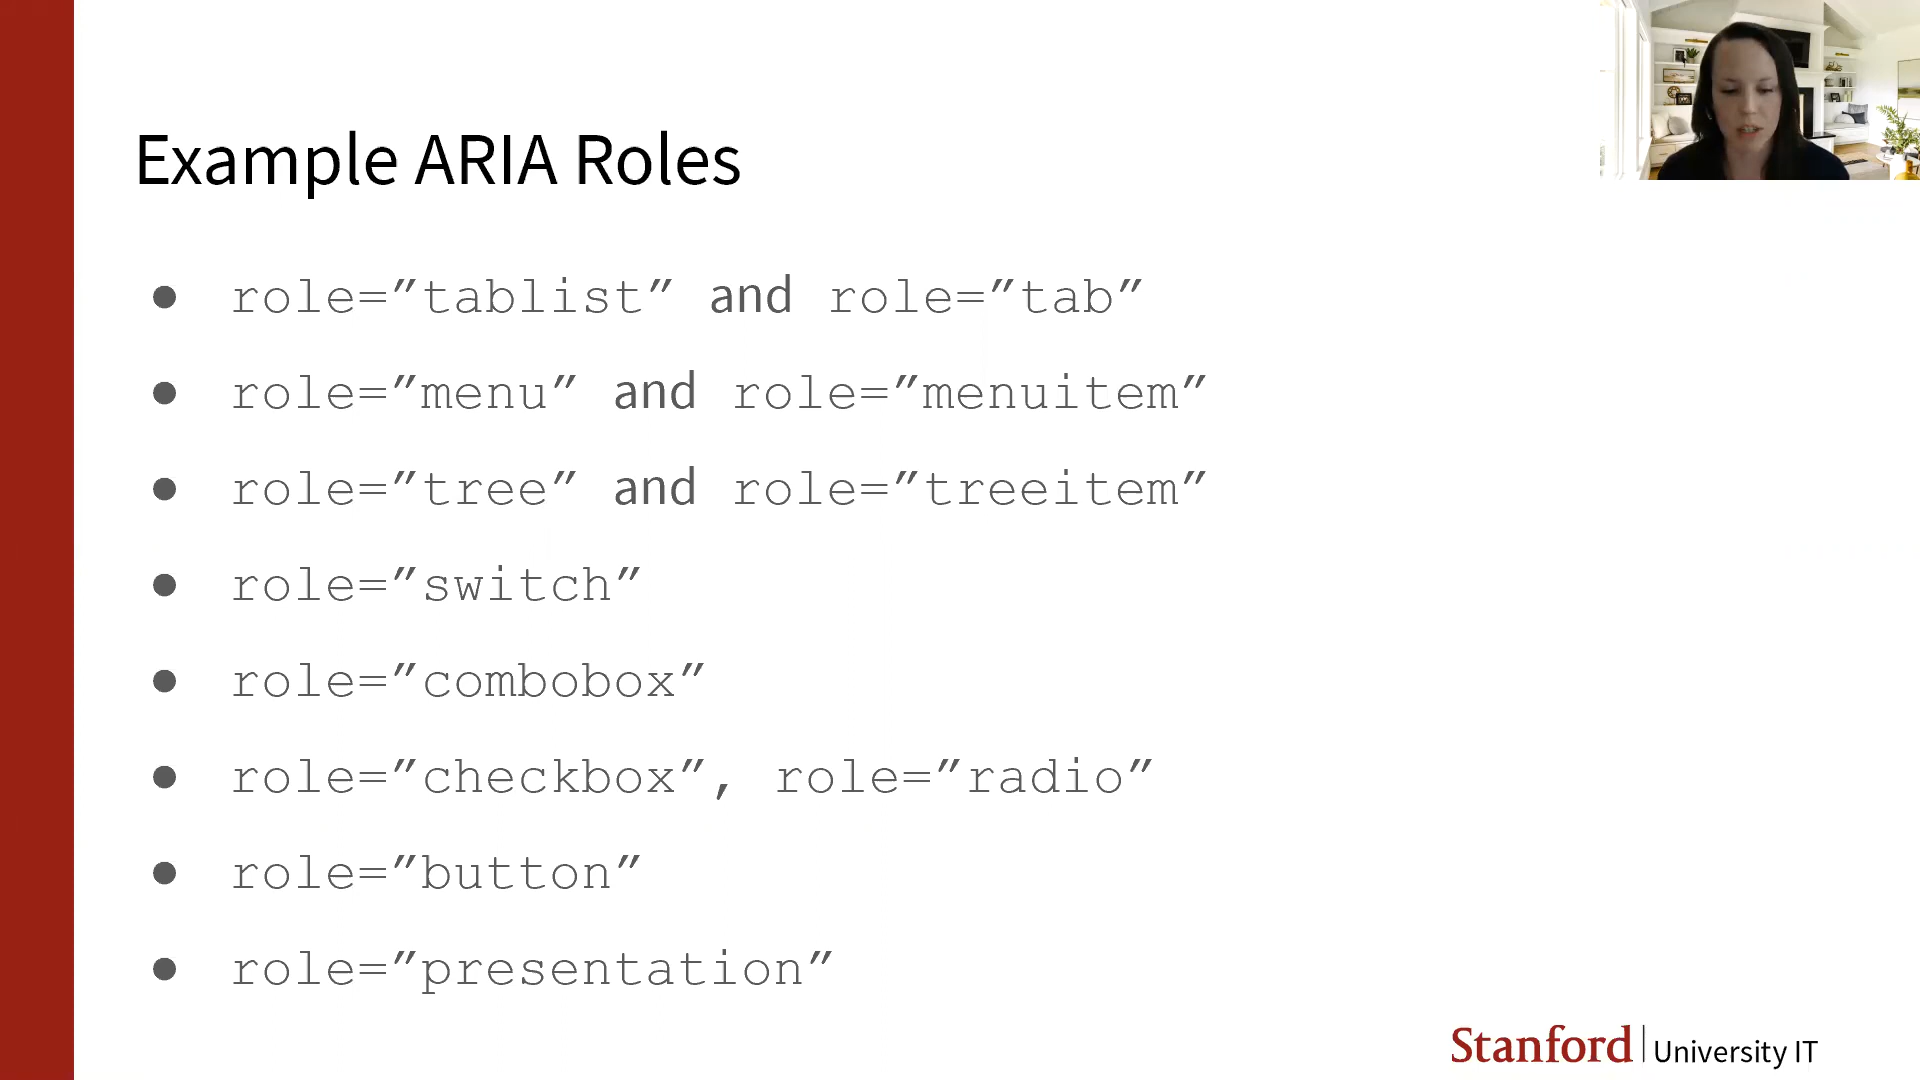 Example ARIA Roles
● role=”tablist” and role=”tab”
● role=”menu” and role=”menuitem”
● role=”tree” and role=”treeitem”
● role=”switch”
● role=”combobox”
● role=”checkbox”, role=”radio”
● role=”button”
● role=”presentation”
Stanford | University IT